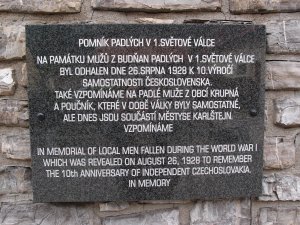 POMNÍK PADLÝCH V 1.SVĚTOVÉ VÁLCE
NA PAMÁTKU MUŽŮ Z BUDŇAN PADLÝCH V 1.SVĚTOVÉ VÁLCE
BYL ODHALEN DNE 26.SRPNA 1928 K 10.VÝROČÍ
SAMOSTATNOSTI ČESKOSLOVENSKA.
TAKÉ VZPOMÍNÁME NA PADLÉ MUŽE Z OBCÍ KRUPNÁ
A POUČNÍK, KTERÉ V DOBĚ VÁLKY BYLY SAMOSTATNÉ,
ALE DNES JSOU SOUČÁSTÍ MĚSTYSE KARLŠTEJN.
VZPOMÍNÁME
IN MEMORIAL OF LOCAL MEN FALLEN DURING THE WORLD WAR I
WHICH WAS REVEALED ON AUGUST 26, 1928 TO REMEMBER
THE 10th ANNIVERSARY OF INDEPENDENT CZECHOSLOVAKIA.
IN MEMORY